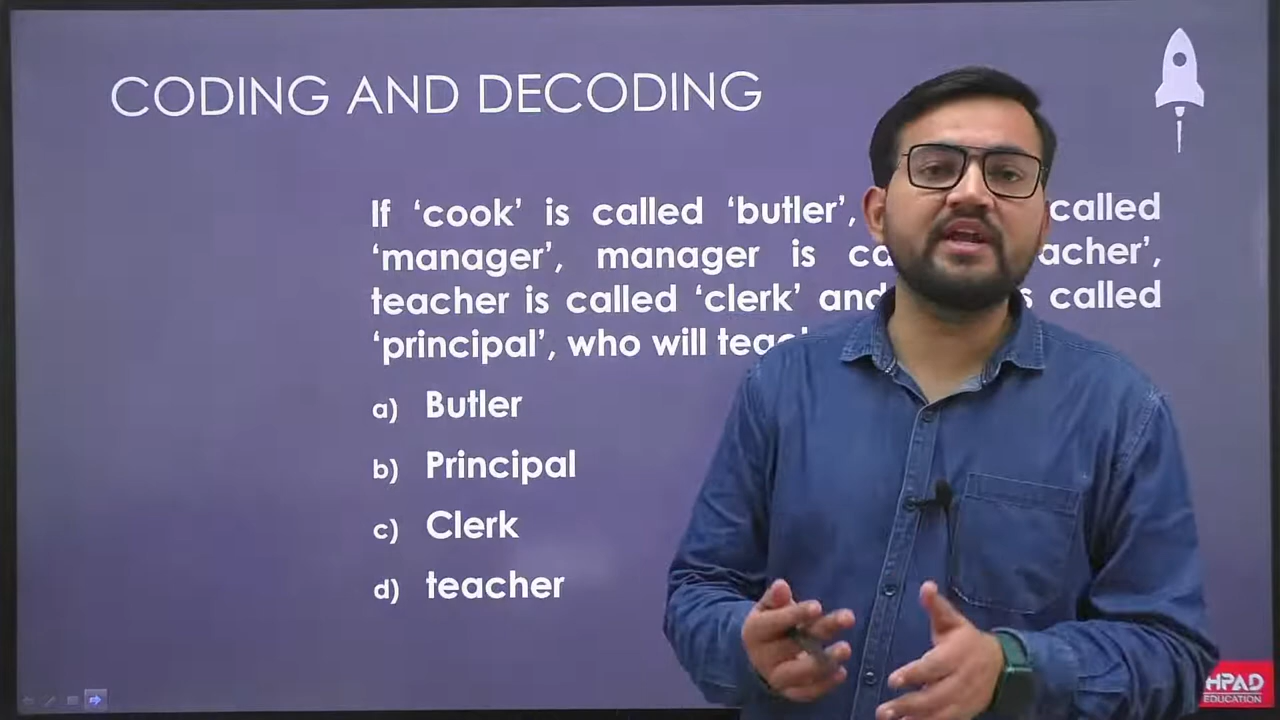 CODING AND DECODING
If ‘cook’ is called ‘butler’, called
‘manager’, manager is acher’,
teacher is called ‘clerk’ and called
‘principal’, who will
a) Butler
b) Principal
c) Clerk
d) teacher
HPAD
EDUCATION